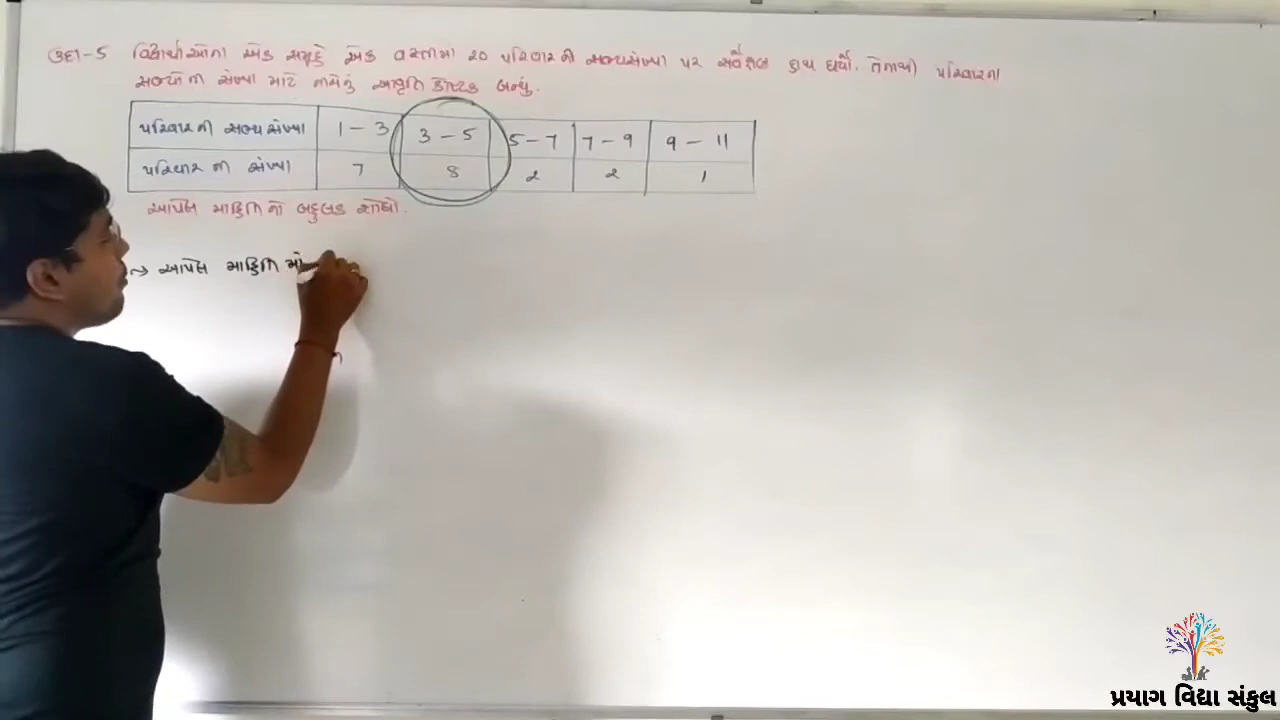 ઉદા-5 વિદ્યાર્થીઓના એક સમૂહે એક વસ્તીમાં 20 પરિવારની સભ્યસંખ્યા પર સર્વેક્ષણ હાથ ધર્યું. તેનાથી પરિવારના
સભ્યોની સંખ્યા માટે નીચેનું આવૃતિ કોષ્ટક બન્યું.
પરિવારની સભ્ય સંખ્યા 1 - 3 3 - 5 5 - 7 7 - 9 9 - 11
પરિવારની સંખ્યા 7 8 2 2 1
આપેલ માહિતિનો બહુલક શોધો.
→ આપેલ માહિતિ માં
પ્રયાગ વિદ્યા સંકુલ